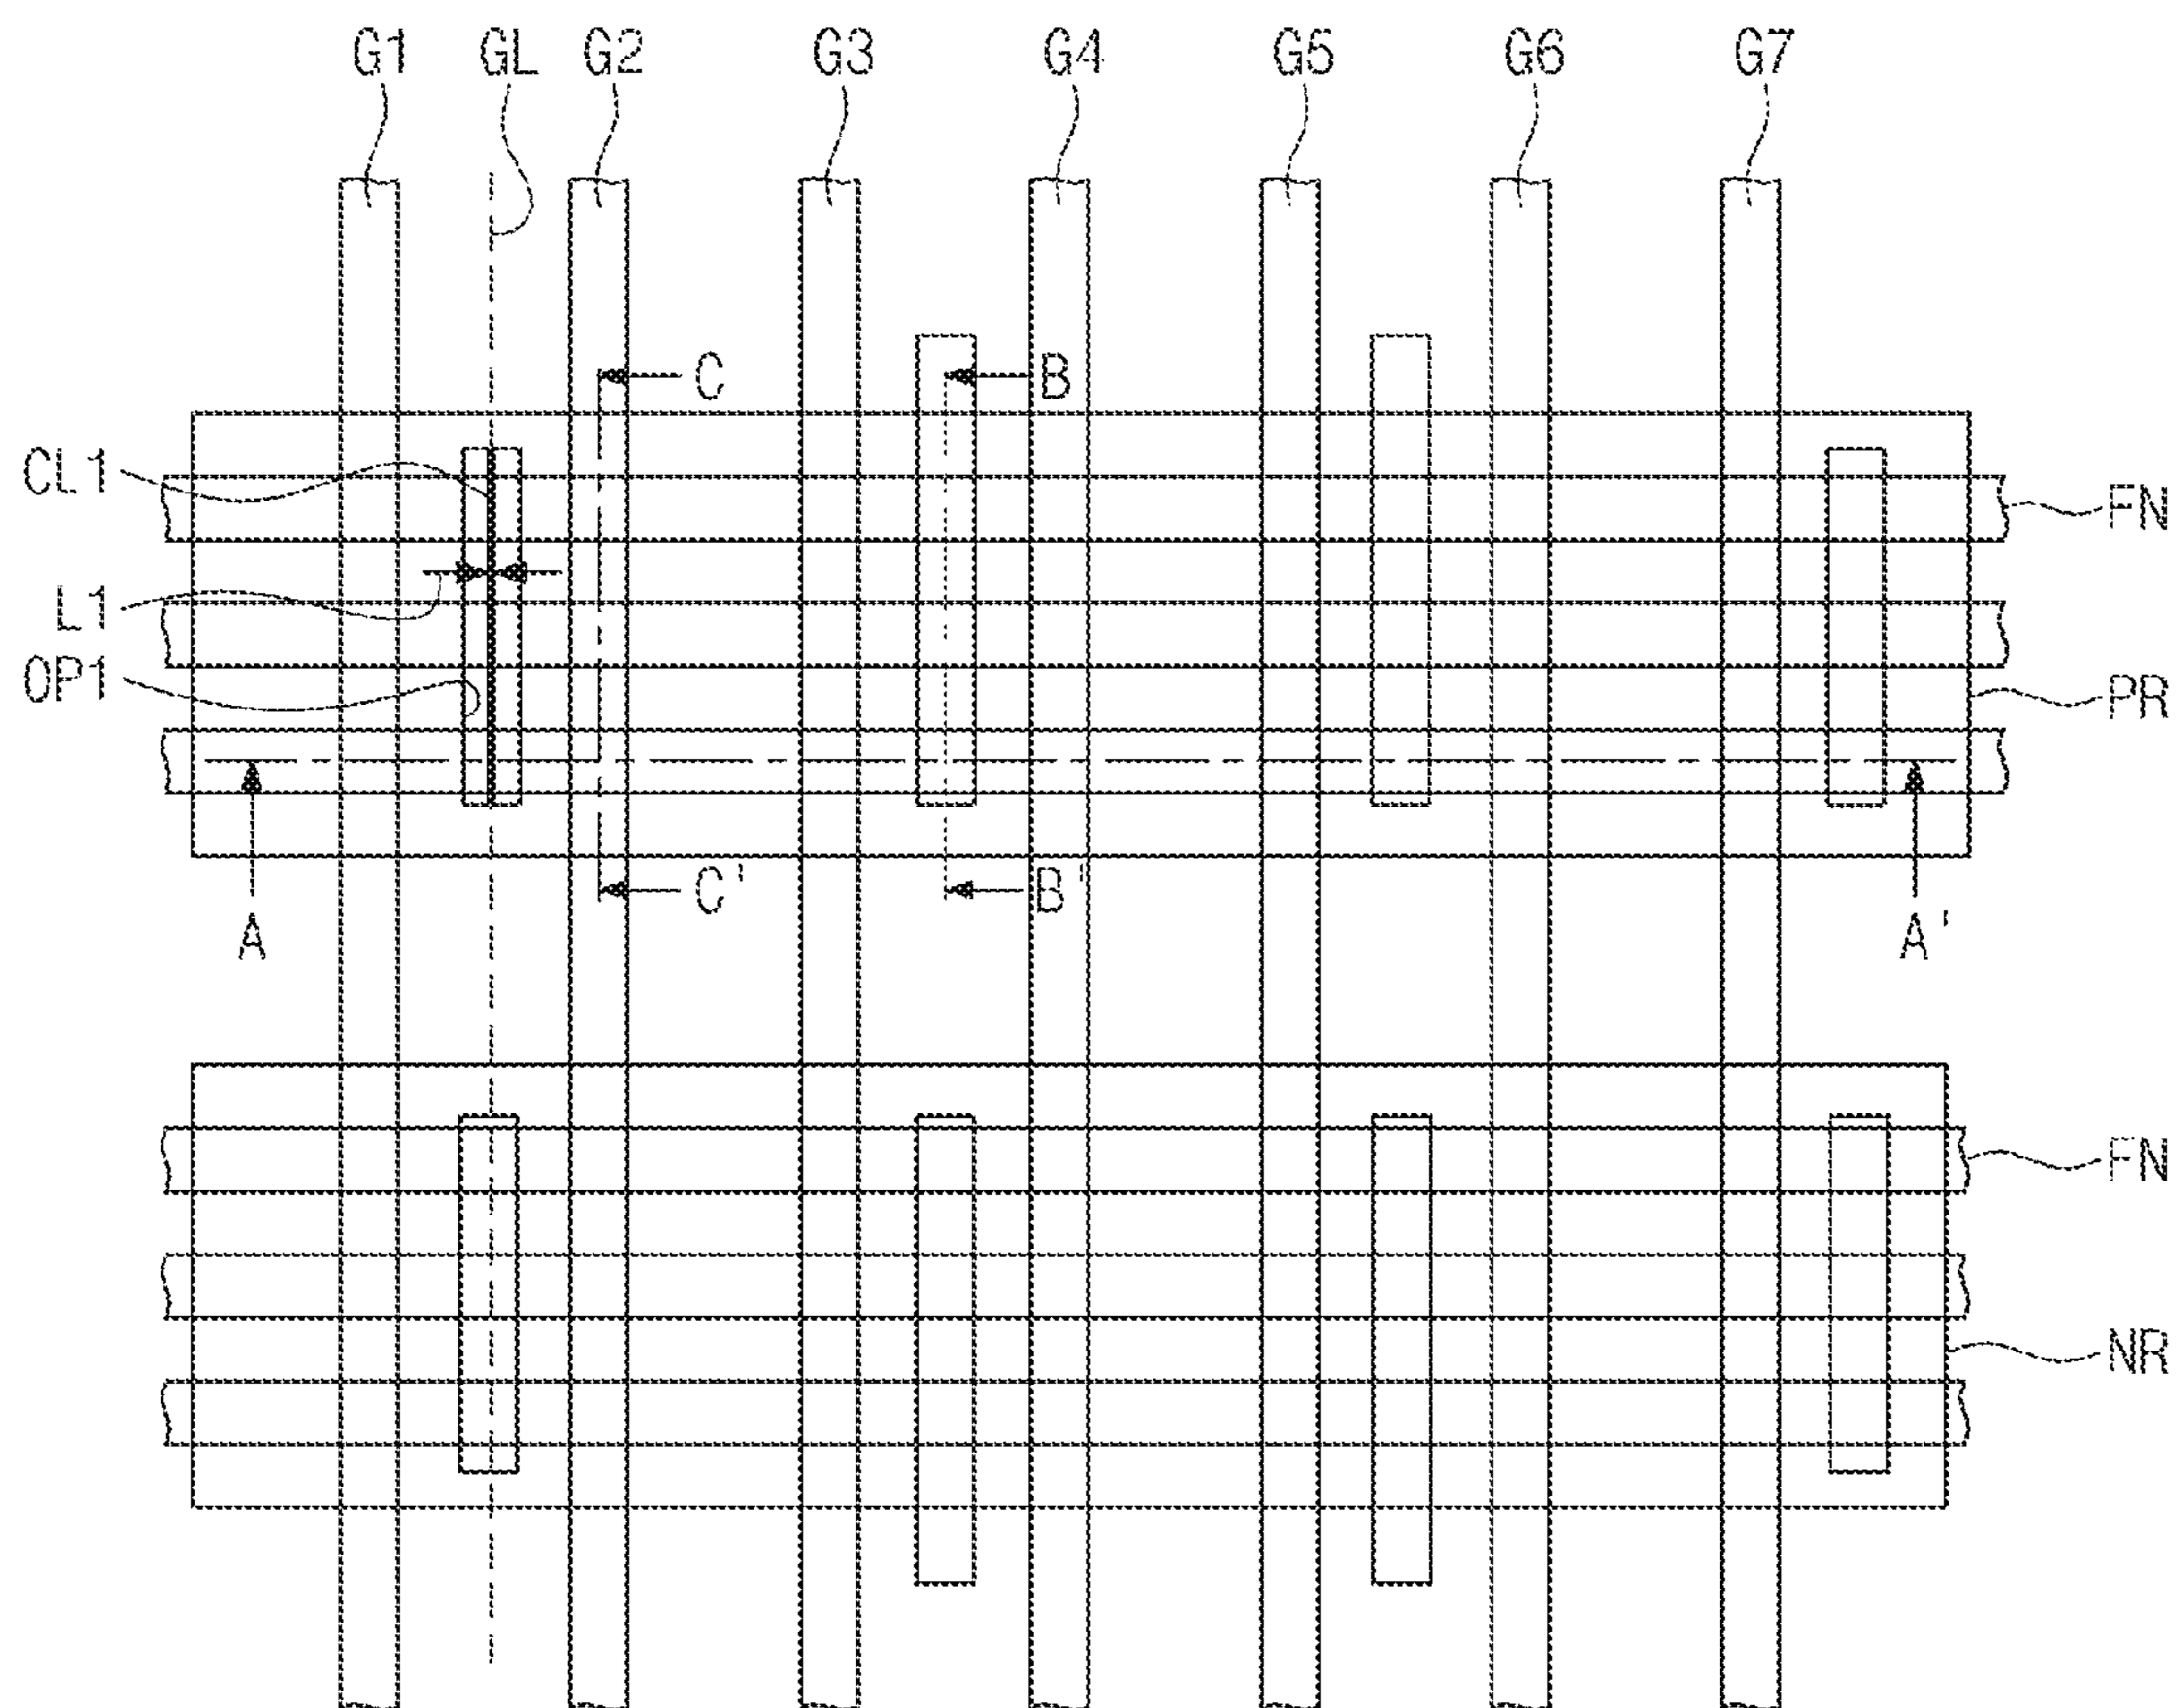 G1 GL G2 G3 G4 G5 G6 G7
C B
CL1
FN
L1
OP1
PR
C' B'
A A'
FN
NR